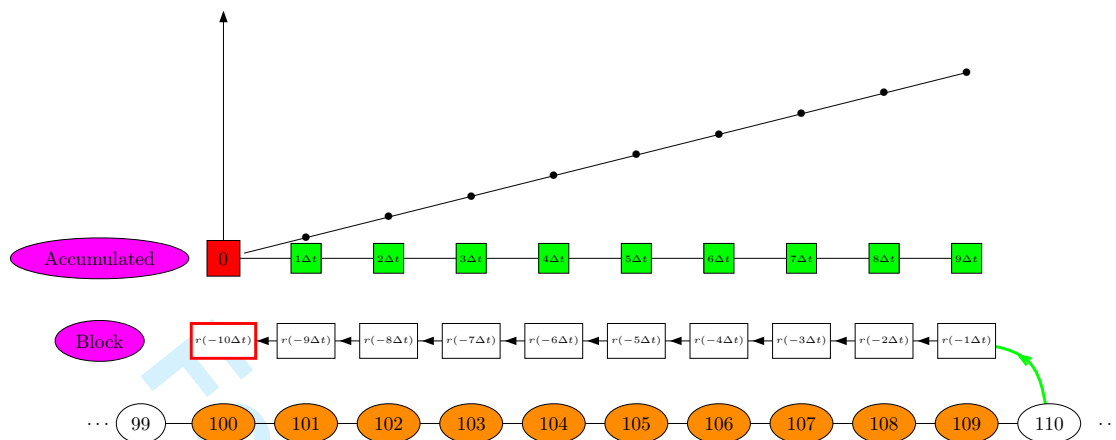 Accumulated 0 1Δt 2Δt 3Δt 4Δt 5Δt 6Δt 7Δt 8Δt 9Δt
Block r(−10Δt) r(−9Δt) r(−8Δt) r(−7Δt) r(−6Δt) r(−5Δt) r(−4Δt) r(−3Δt) r(−2Δt) r(−1Δt)
··· 99 100 101 102 103 104 105 106 107 108 109 110 ···